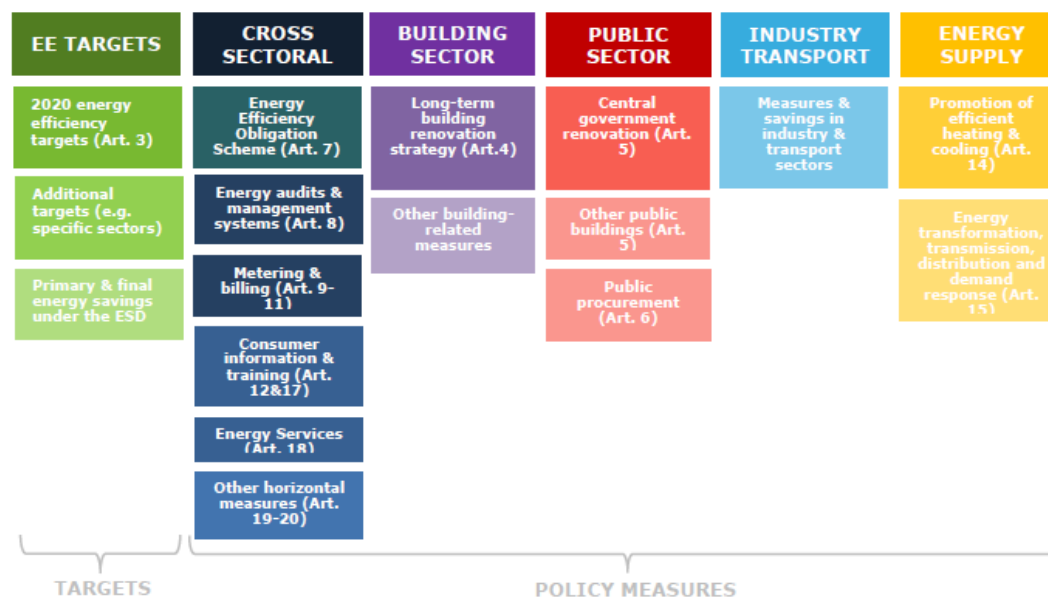 EE TARGETS
2020 energy
efficiency
targets (Art. 3)
Additional
targets (e.g.
specific sectors)
Primary & final
energy savings
under the ESD
CROSS
SECTORAL
Energy
Efficiency
Obligation
Scheme (Art. 7)
Energy audits &
management
systems (Art. 8)
Metering &
billing (Art. 9-
11)
Consumer
information &
training (Art.
12&17)
Energy Services
(Art. 18)
Other horizontal
measures (Art.
19-20)
BUILDING
SECTOR
Long-term
building
renovation
strategy (Art.4)
Other building-
related
measures
PUBLIC
SECTOR
Central
government
renovation (Art.
5)
Other public
buildings (Art.
5)
Public
procurement
(Art. 6)
INDUSTRY
TRANSPORT
Measures &
savings in
industry &
transport
sectors
ENERGY
SUPPLY
Promotion of
efficient
heating &
cooling (Art.
14)
Energy
transformation,
transmission,
distribution and
demand
response (Art.
15)
TARGETS
POLICY MEASURES